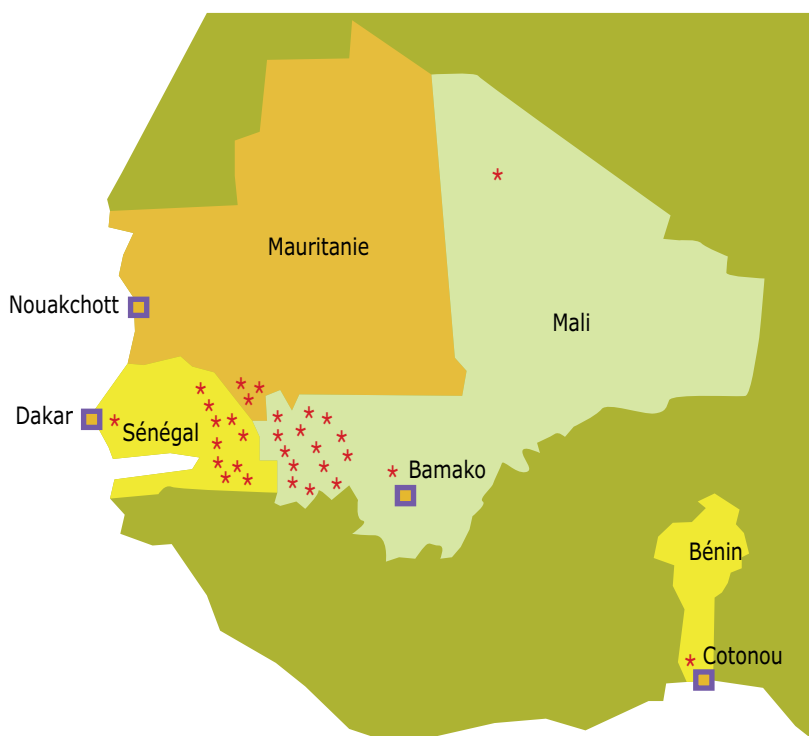 Mauritanie
Nouakchott
Mali
Dakar
Sénégal
Bamako
Bénin
Cotonou